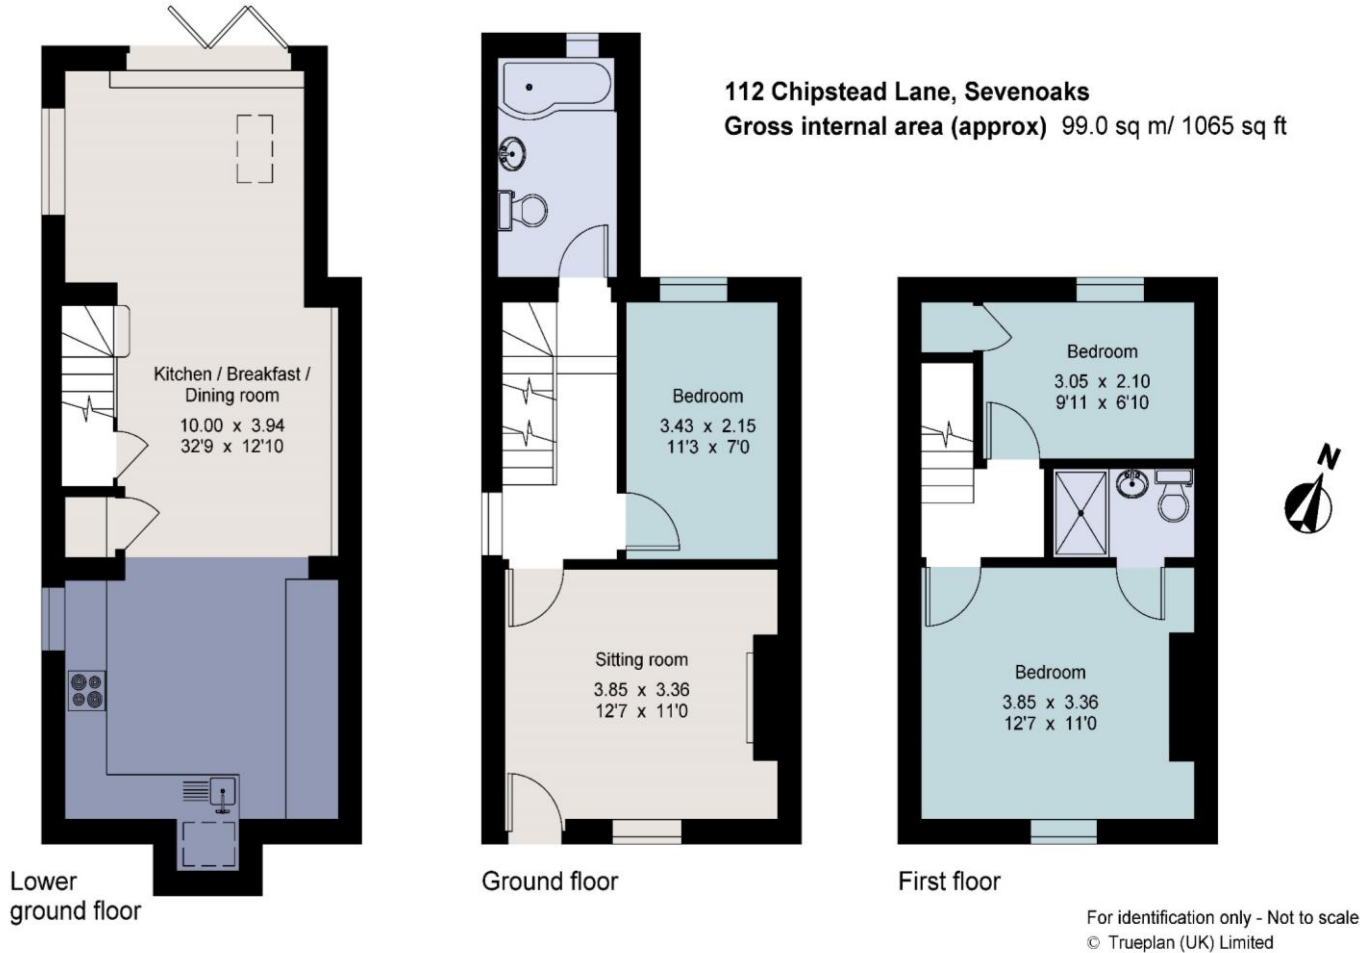 112 Chipstead Lane, Sevenoaks
Gross internal area (approx) 99.0 sq m/ 1065 sq ft
Kitchen / Breakfast /
Dining room
10.00 x 3.94
32'9 x 12'10
Lower
ground floor
Bedroom
3.43 x 2.15
11'3 x 7'0
Sitting room
3.85 x 3.36
12'7 x 11'0
Ground floor
Bedroom
3.05 x 2.10
9'11 x 6'10
Bedroom
3.85 x 3.36
12'7 x 11'0
First floor
N
For identification only - Not to scale
© Trueplan (UK) Limited